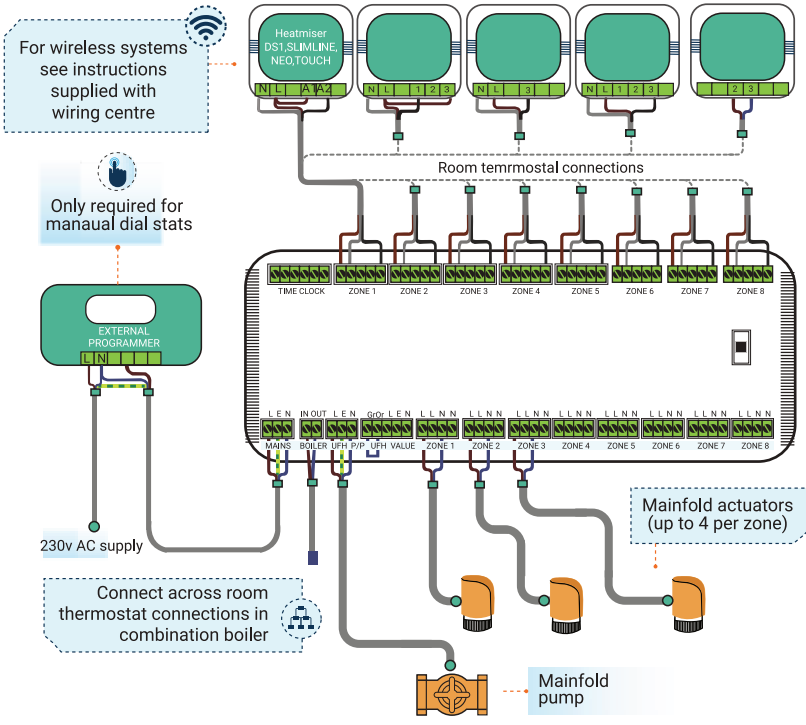 For wireless systems
see instructions
supplied with
wiring centre
Heatmiser
DS1,SLIMLINE,
NEO,TOUCH
N L A1 A2
N L 1 2 3
N L 3
N L 1 2 3
2 3
Room temrmostat connections
Only required for
manaual dial stats
EXTERNAL
PROGRAMMER
L N
TIME CLOCK ZONE 1 ZONE 2 ZONE 3 ZONE 4 ZONE 5 ZONE 6 ZONE 7 ZONE 8
L E N IN OUT L E N GrOr L E N L L N N L L N N L L N N L L N N L L N N L L N N L L N N L L N N
MAINS BOILER UFH P/P UFH VALUE ZONE 1 ZONE 2 ZONE 3 ZONE 4 ZONE 5 ZONE 6 ZONE 7 ZONE 8
230v AC supply
Mainfold actuators
(up to 4 per zone)
Connect across room
thermostat connections in
combination boiler
Mainfold
pump